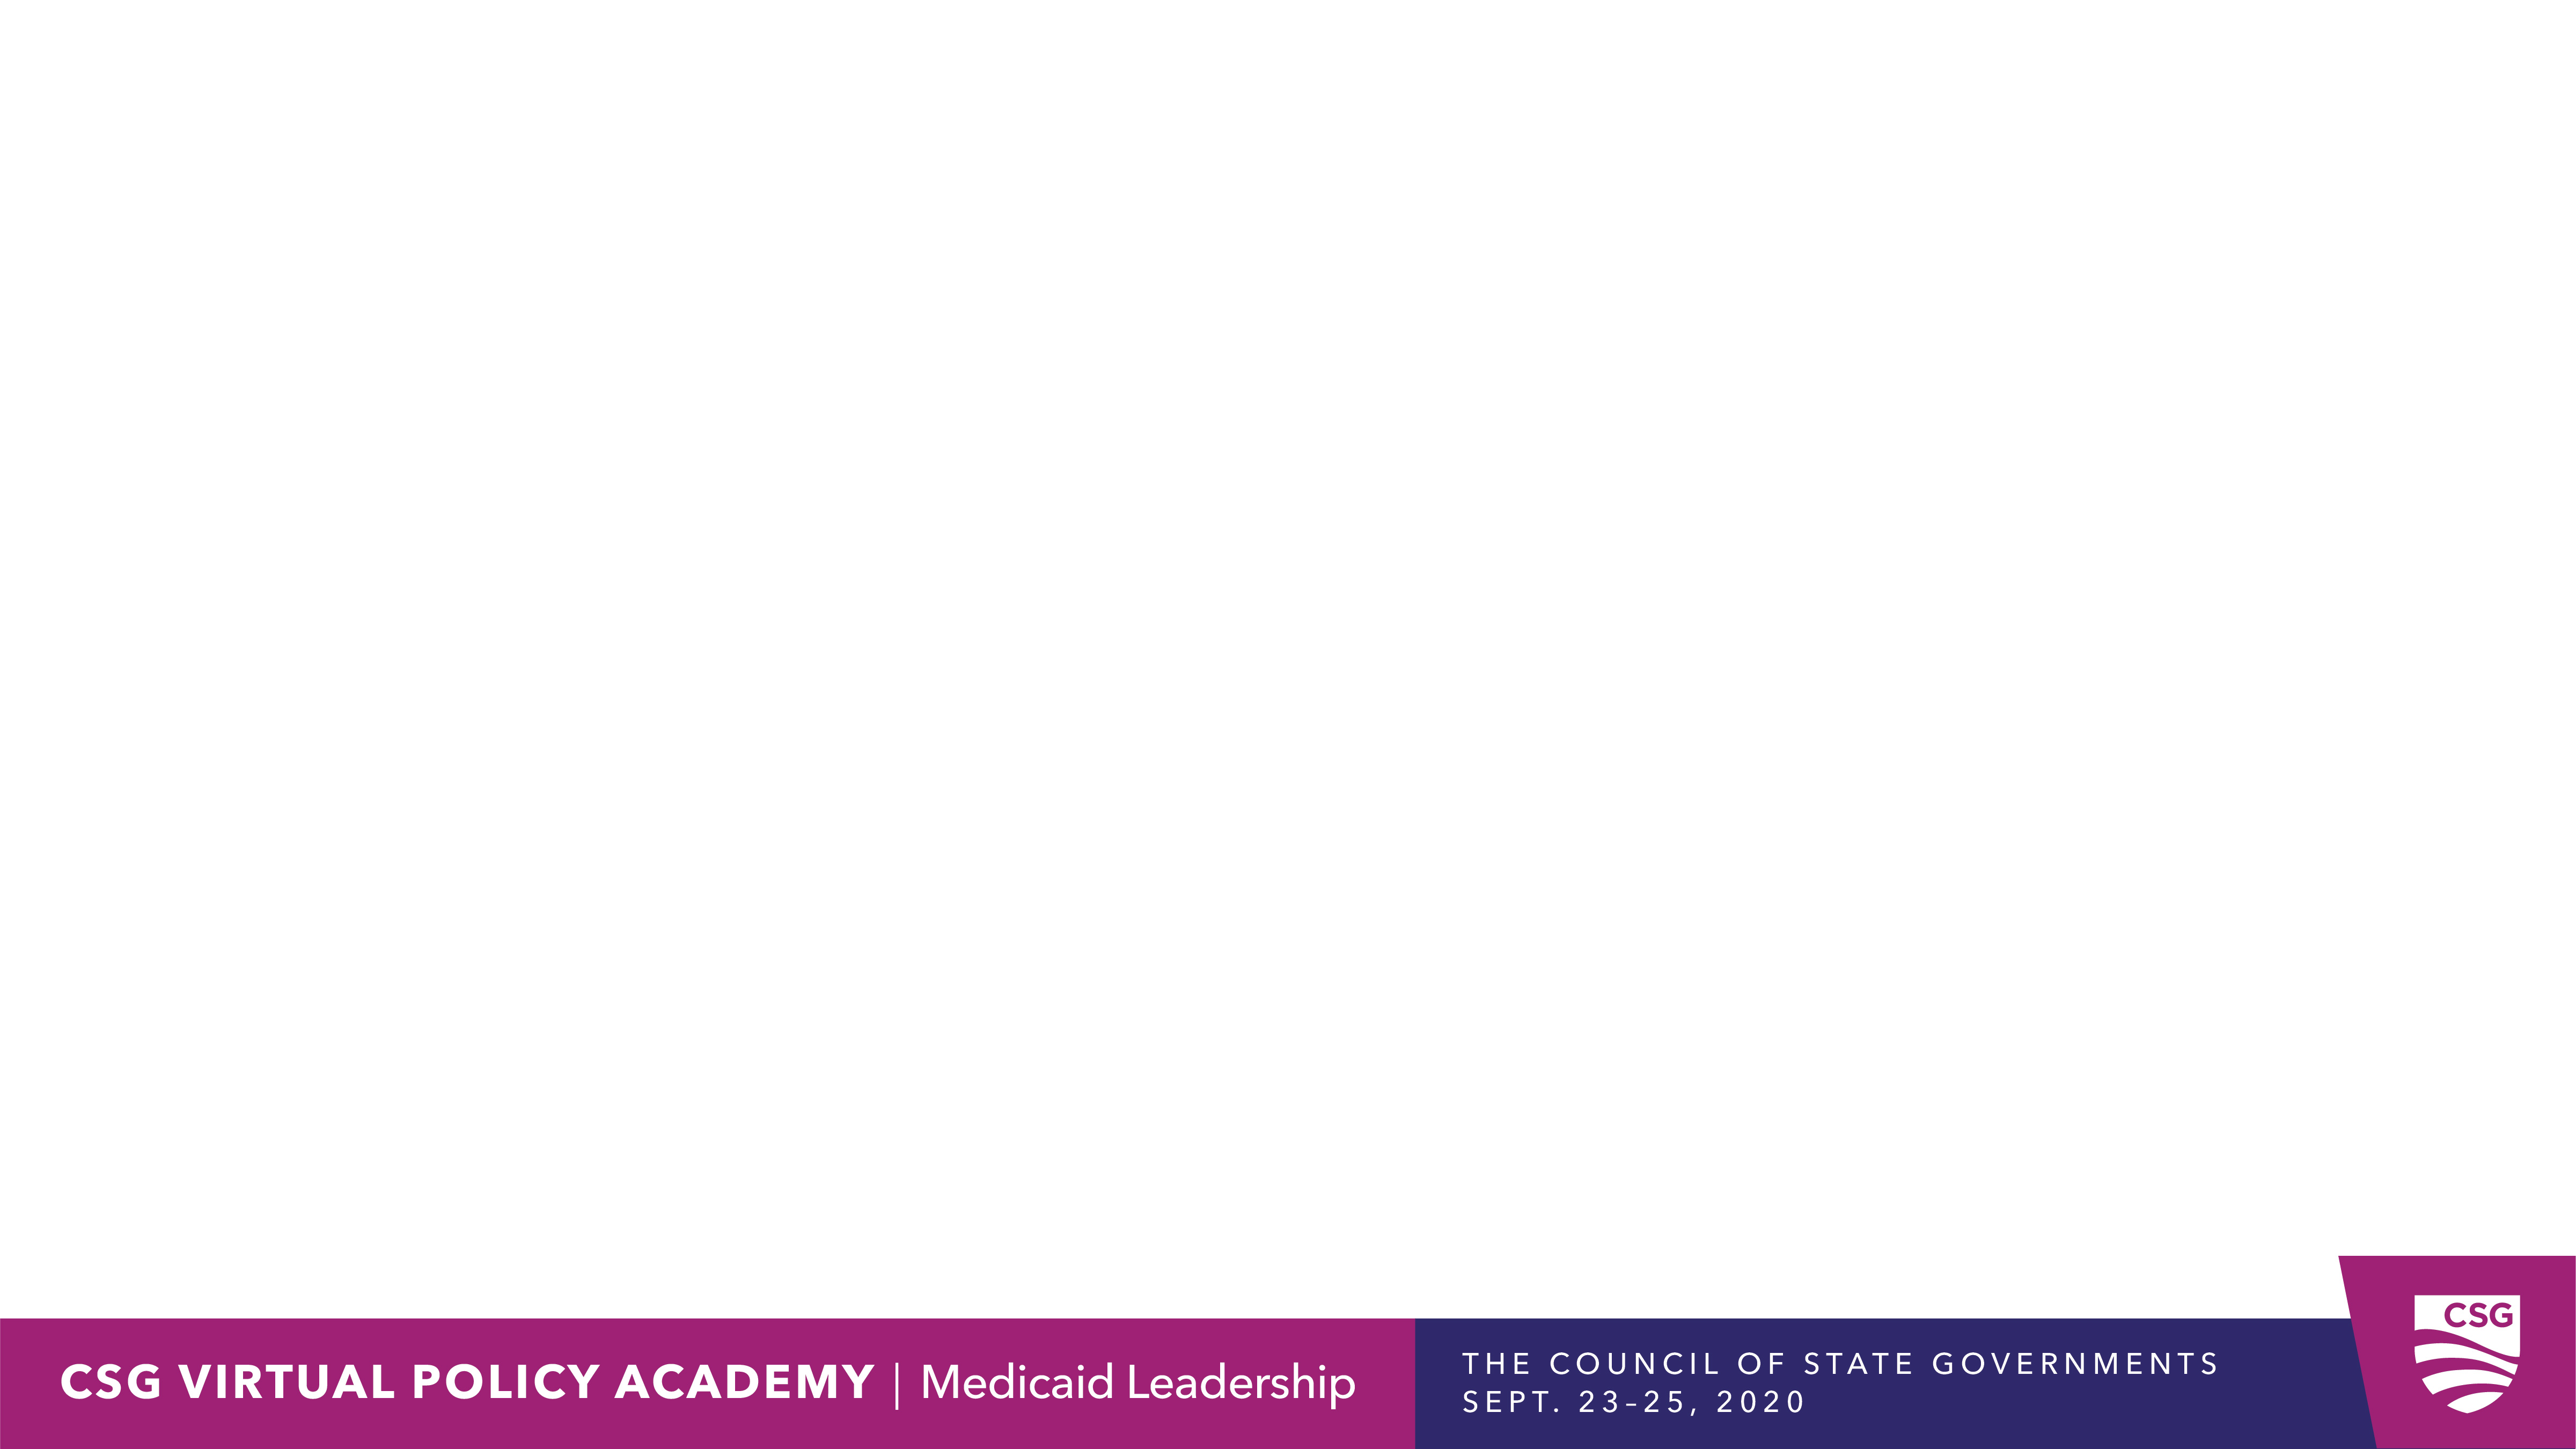 CSG VIRTUAL POLICY ACADEMY | Medicaid Leadership
THE COUNCIL OF STATE GOVERNMENTS
SEPT. 23–25, 2020
CSG